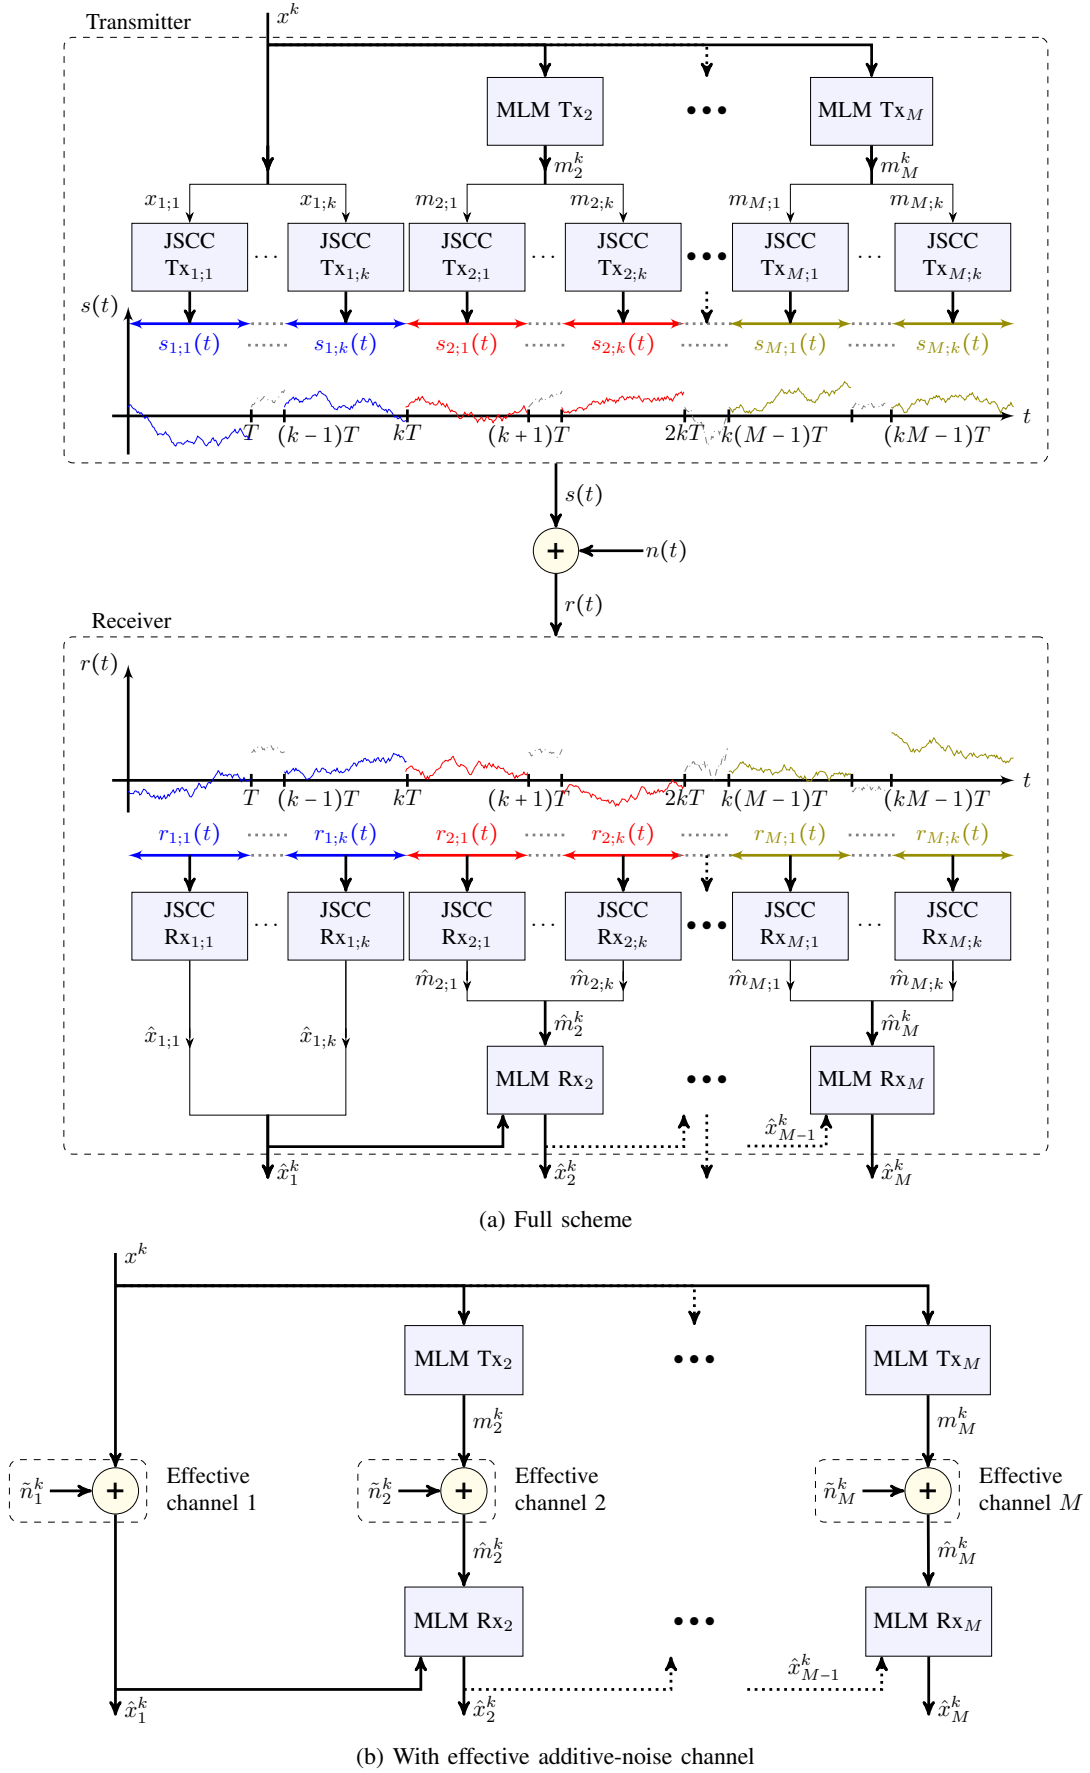 x^k
Transmitter
MLM Tx_2 ••• MLM Tx_M
m_2^k m_M^k
x_{1;1} x_{1;k} m_{2;1} m_{2;k} m_{M;1} m_{M;k}
JSCC Tx_{1;1} ... JSCC Tx_{1;k} JSCC Tx_{2;1} ... JSCC Tx_{2;k} ••• JSCC Tx_{M;1} ... JSCC Tx_{M;k}
s(t)
s_{1;1}(t) s_{1;k}(t) s_{2;1}(t) s_{2;k}(t) s_{M;1}(t) s_{M;k}(t)
T (k-1)T kT (k+1)T 2kT k(M-1)T (kM-1)T t
s(t)
+ n(t)
r(t)
Receiver
r(t)
T (k-1)T kT (k+1)T 2kT k(M-1)T (kM-1)T t
r_{1;1}(t) r_{1;k}(t) r_{2;1}(t) r_{2;k}(t) r_{M;1}(t) r_{M;k}(t)
JSCC Rx_{1;1} ... JSCC Rx_{1;k} JSCC Rx_{2;1} ... JSCC Rx_{2;k} ••• JSCC Rx_{M;1} ... JSCC Rx_{M;k}
m̂_{2;1} m̂_{2;k} m̂_{M;1} m̂_{M;k}
x̂_{1;1} x̂_{1;k} m̂_2^k m̂_M^k
MLM Rx_2 ••• MLM Rx_M
x̂_{M-1}^k
x̂_1^k x̂_2^k x̂_M^k
(a) Full scheme
x^k
MLM Tx_2 ••• MLM Tx_M
m_2^k m_M^k
ñ_1^k + Effective channel 1 ñ_2^k + Effective channel 2 ñ_M^k + Effective channel M
m̂_2^k m̂_M^k
MLM Rx_2 ••• MLM Rx_M
x̂_{M-1}^k
x̂_1^k x̂_2^k x̂_M^k
(b) With effective additive-noise channel